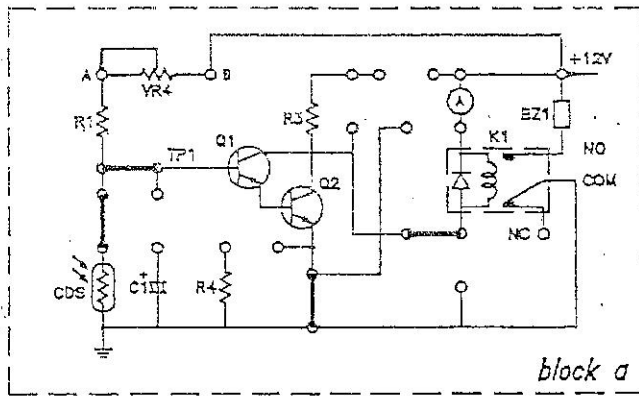 A
VR4
B
+12V
R1
R3
A
BZ1
K1
NO
TP1
Q1
Q2
COM
NC
CDS
C1
+
R4
block a